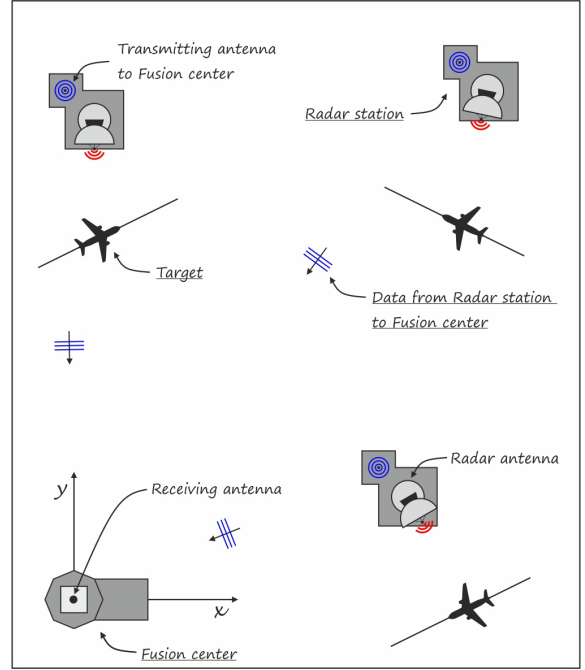 Transmitting antenna
to Fusion center
Radar station
Target
Data from Radar station
to Fusion center
Radar antenna
y
Receiving antenna
x
Fusion center